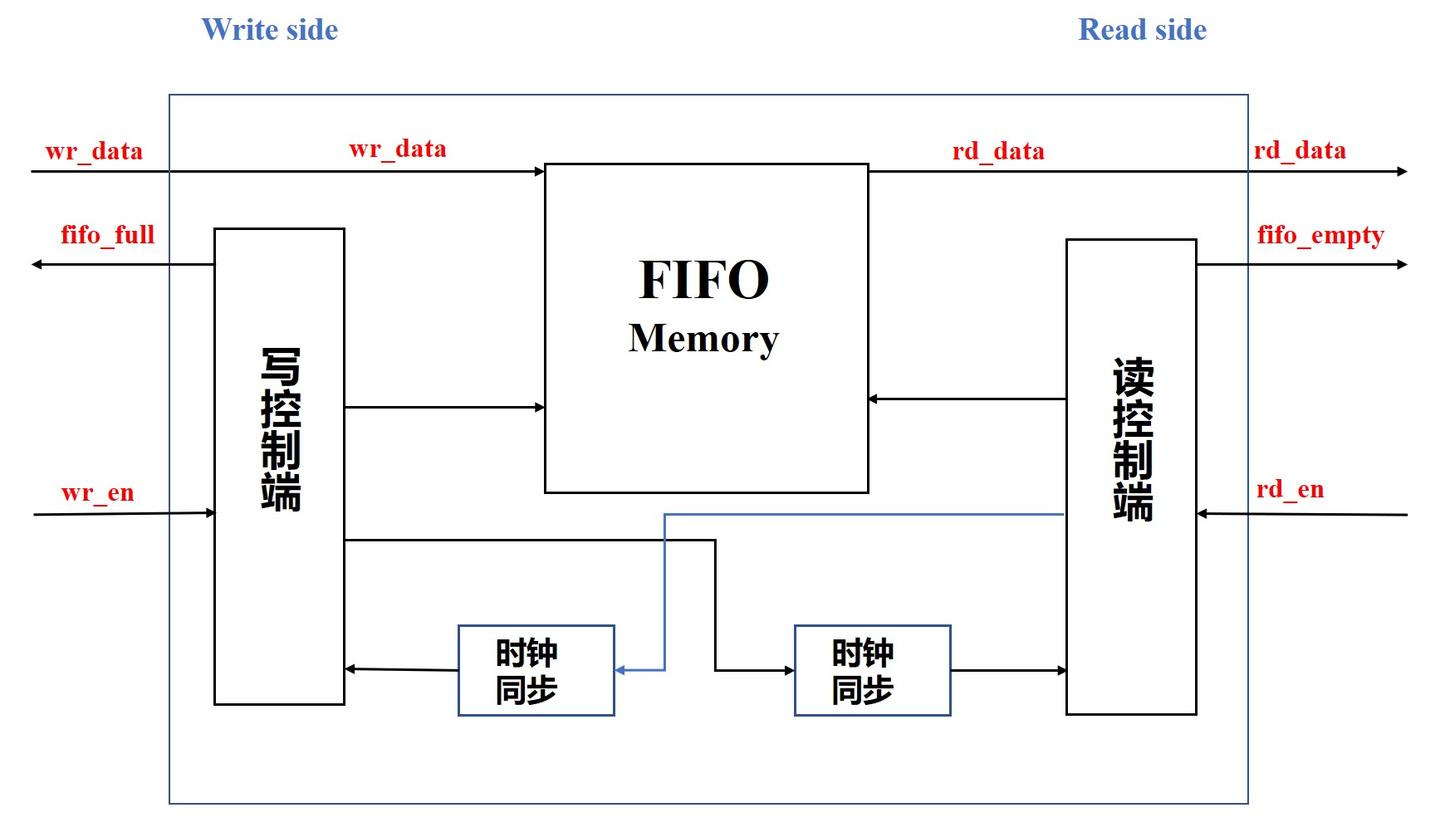 Write side
Read side
wr_data
wr_data
rd_data
rd_data
fifo_full
fifo_empty
FIFO
Memory
写控制端
读控制端
wr_en
rd_en
时钟
同步
时钟
同步